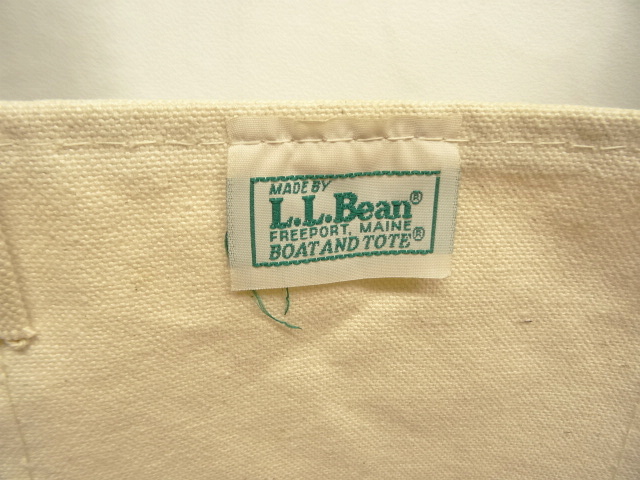 MADE BY
L.L.Bean®
FREEPORT, MAINE
BOAT AND TOTE®